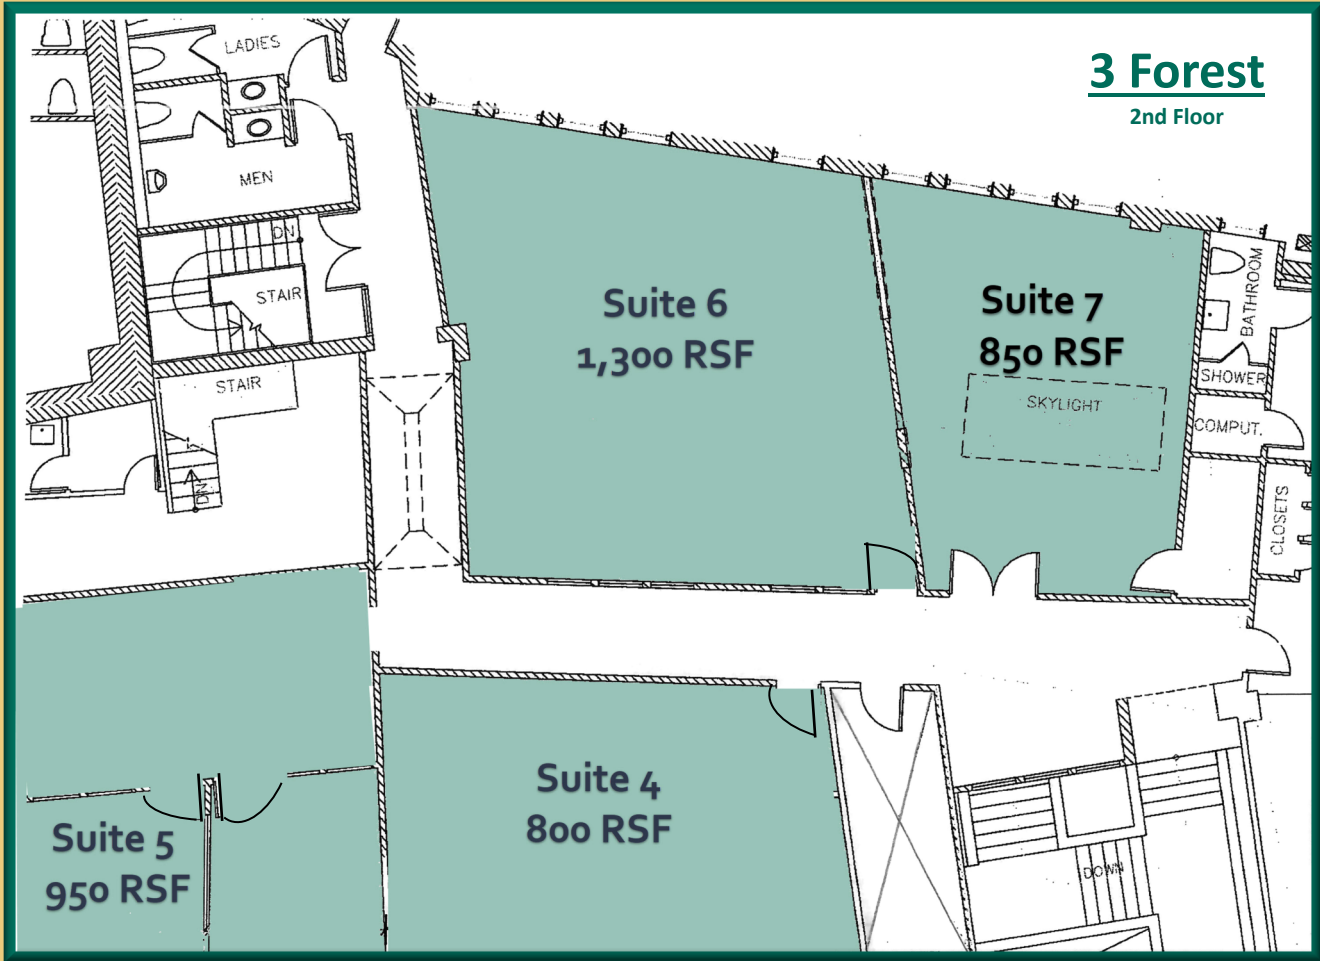 3 Forest
2nd Floor
LADIES
MEN
DN
STAIR
STAIR
DN
Suite 6
1,300 RSF
Suite 7
850 RSF
SKYLIGHT
BATHROOM
SHOWER
COMPUT.
CLOSETS
Suite 4
800 RSF
Suite 5
950 RSF
DOWN